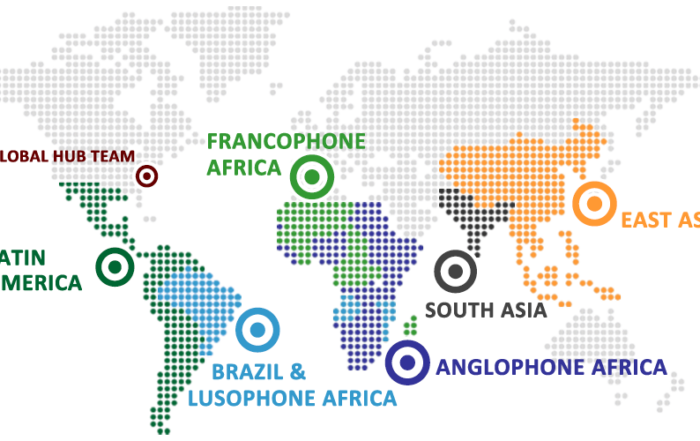 FRANCOPHONE
AFRICA
LOBAL HUB TEAM
EAST AS
ATIN
MERICA
SOUTH ASIA
BRAZIL &
LUSOPHONE AFRICA
ANGLOPHONE AFRICA